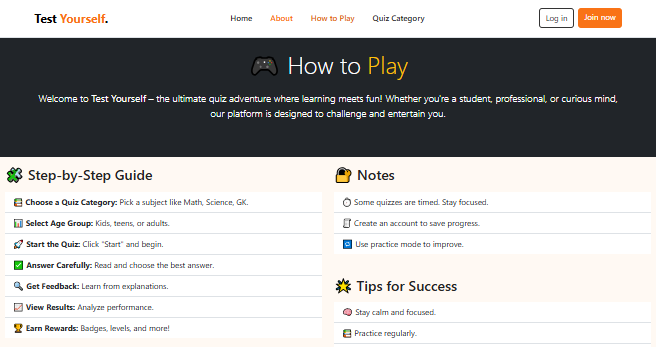 Test Yourself.
Home About How to Play Quiz Category
Log in Join now
How to Play
Welcome to Test Yourself – the ultimate quiz adventure where learning meets fun! Whether you're a student, professional, or curious mind,
our platform is designed to challenge and entertain you.
Step-by-Step Guide
Choose a Quiz Category: Pick a subject like Math, Science, GK.
Select Age Group: Kids, teens, or adults.
Start the Quiz: Click "Start" and begin.
Answer Carefully: Read and choose the best answer.
Get Feedback: Learn from explanations.
View Results: Analyze performance.
Earn Rewards: Badges, levels, and more!
Notes
Some quizzes are timed. Stay focused.
Create an account to save progress.
Use practice mode to improve.
Tips for Success
Stay calm and focused.
Practice regularly.